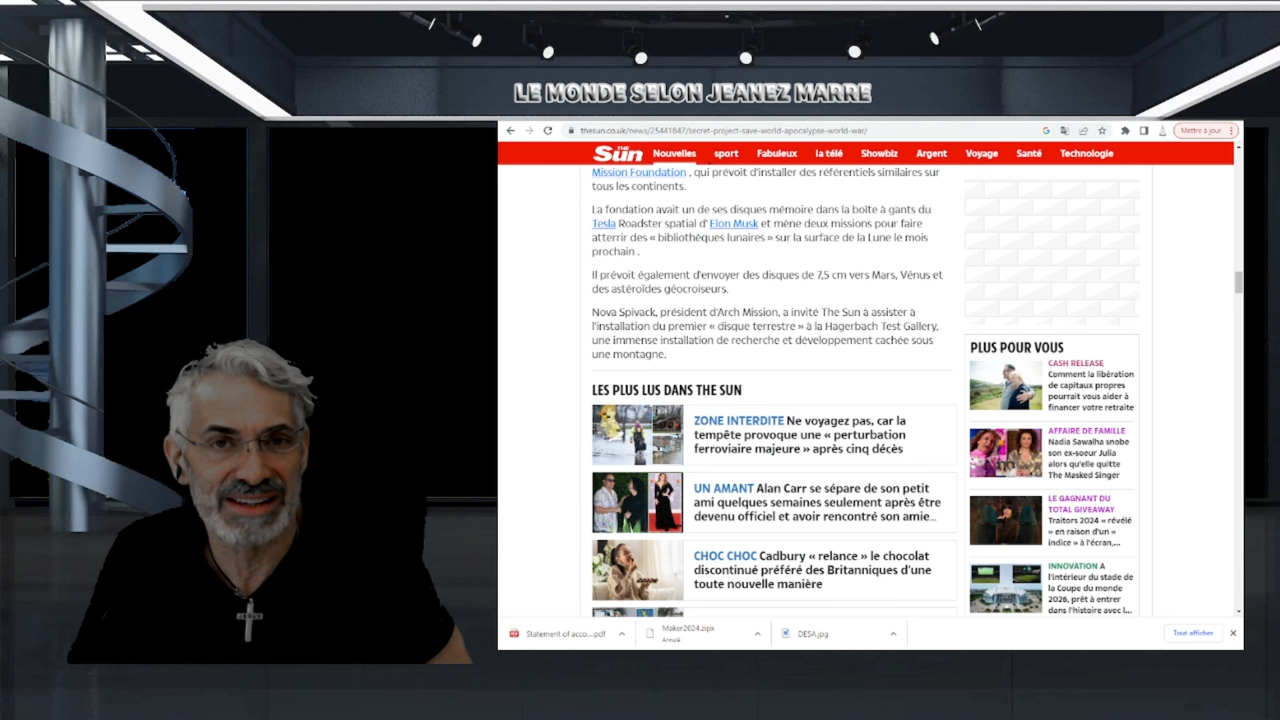 LE MONDE SELON JEANEZ MARRE
thesun.co.uk/news/25441847/secret-project-save-world-apocalypse-world-war/
Mettre à jour
THE Sun Nouvelles sport Fabuleux la télé Showbiz Argent Voyage Santé Technologie
Mission Foundation , qui prévoit d'installer des référentiels similaires sur
tous les continents.
La fondation avait un de ses disques mémoire dans la boîte à gants du
Tesla Roadster spatial d' Elon Musk et mène deux missions pour faire
atterrir des « bibliothèques lunaires » sur la surface de la Lune le mois
prochain .
Il prévoit également d'envoyer des disques de 7,5 cm vers Mars, Vénus et
des astéroïdes géocroiseurs.
Nova Spivack, président d'Arch Mission, a invité The Sun à assister à
l'installation du premier « disque terrestre » à la Hagerbach Test Gallery,
une immense installation de recherche et développement cachée sous
une montagne.
LES PLUS LUS DANS THE SUN
ZONE INTERDITE Ne voyagez pas, car la
tempête provoque une « perturbation
ferroviaire majeure » après cinq décès
UN AMANT Alan Carr se sépare de son petit
ami quelques semaines seulement après être
devenu officiel et avoir rencontré son amie...
CHOC CHOC Cadbury « relance » le chocolat
discontinué préféré des Britanniques d'une
toute nouvelle manière
PLUS POUR VOUS
CASH RELEASE
Comment la libération
de capitaux propres
pourrait vous aider à
financer votre retraite
AFFAIRE DE FAMILLE
Nadia Sawalha snobe
son ex-soeur Julia
alors qu'elle quitte
The Masked Singer
LE GAGNANT DU
TOTAL GIVEAWAY
Traitors 2024 « révélé
» en raison d'un «
indice » à l'écran,...
INNOVATION A
l'intérieur du stade de
la Coupe du monde
2026, prêt à entrer
dans l'histoire avec l...
Statement of acco....pdf
Maker2024.zipx
Annulé
DESA.jpg
Tout afficher
JESUS